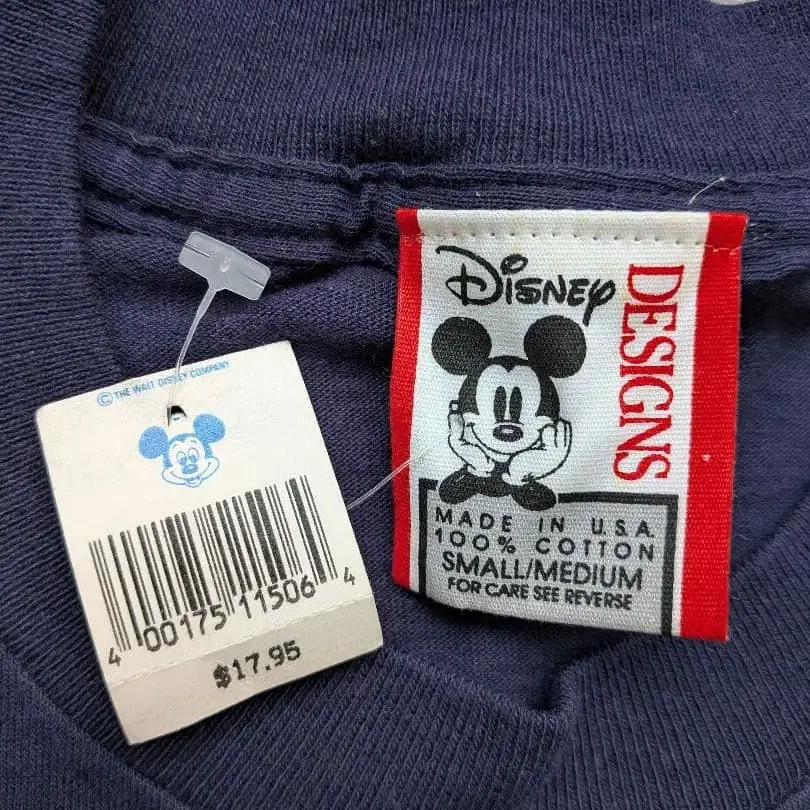 © THE WALT DISNEY COMPANY
4 00175 11506 4
$17.95
DISNEY
DESIGNS
MADE IN U.S.A.
100% COTTON
SMALL/MEDIUM
FOR CARE SEE REVERSE